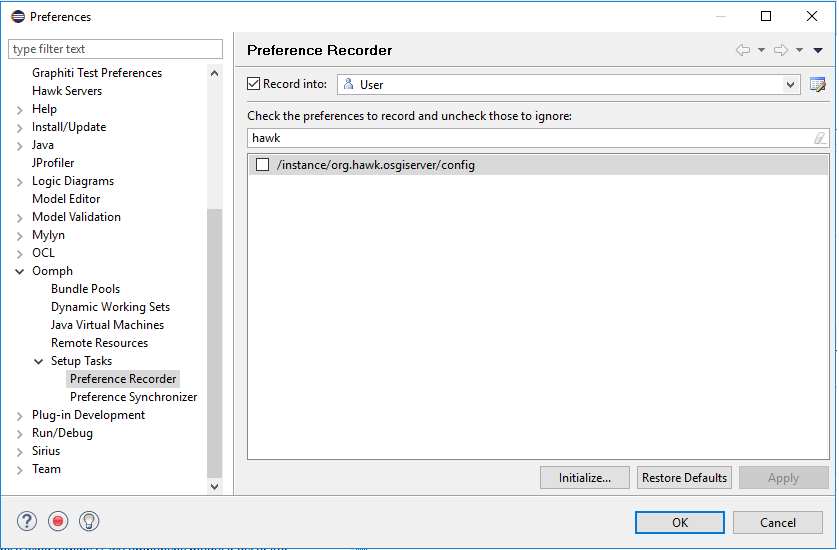 Preferences
type filter text
Graphiti Test Preferences
Hawk Servers
Help
Install/Update
Java
JProfiler
Logic Diagrams
Model Editor
Model Validation
Mylyn
OCL
Oomph
Bundle Pools
Dynamic Working Sets
Java Virtual Machines
Remote Resources
Setup Tasks
Preference Recorder
Preference Synchronizer
Plug-in Development
Run/Debug
Sirius
Team
Preference Recorder
Record into: User
Check the preferences to record and uncheck those to ignore:
hawk
/instance/org.hawk.osgiserver/config
Initialize... Restore Defaults Apply
OK Cancel